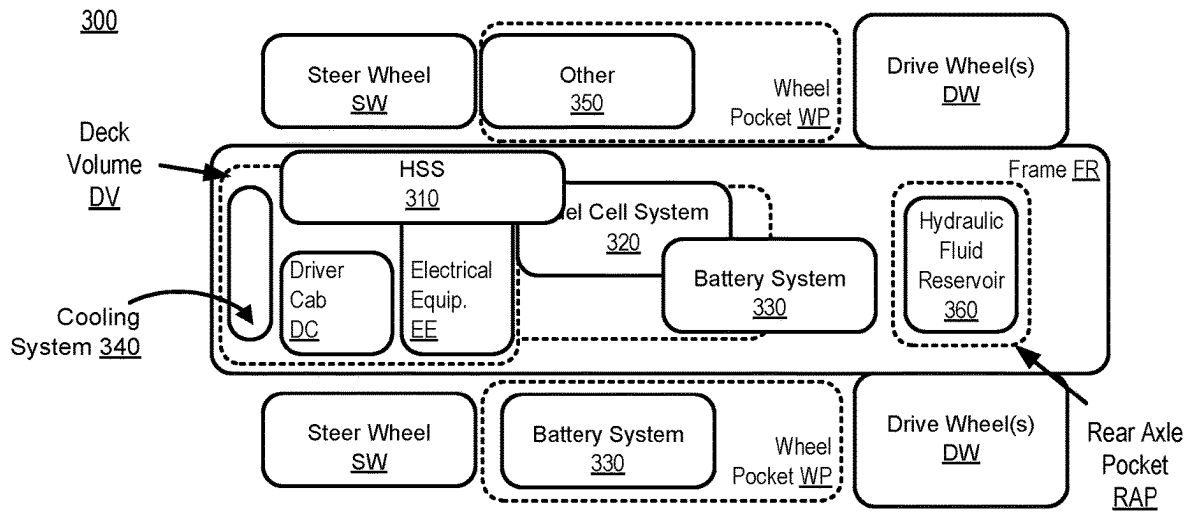 300
Steer Wheel
SW
Other
350
Wheel
Pocket WP
Drive Wheel(s)
DW
Deck
Volume
DV
HSS
310
Frame FR
el Cell System
320
Hydraulic
Fluid
Reservoir
360
Driver
Cab
DC
Electrical
Equip.
EE
Battery System
330
Cooling
System 340
Steer Wheel
SW
Battery System
330
Wheel
Pocket WP
Drive Wheel(s)
DW
Rear Axle
Pocket
RAP